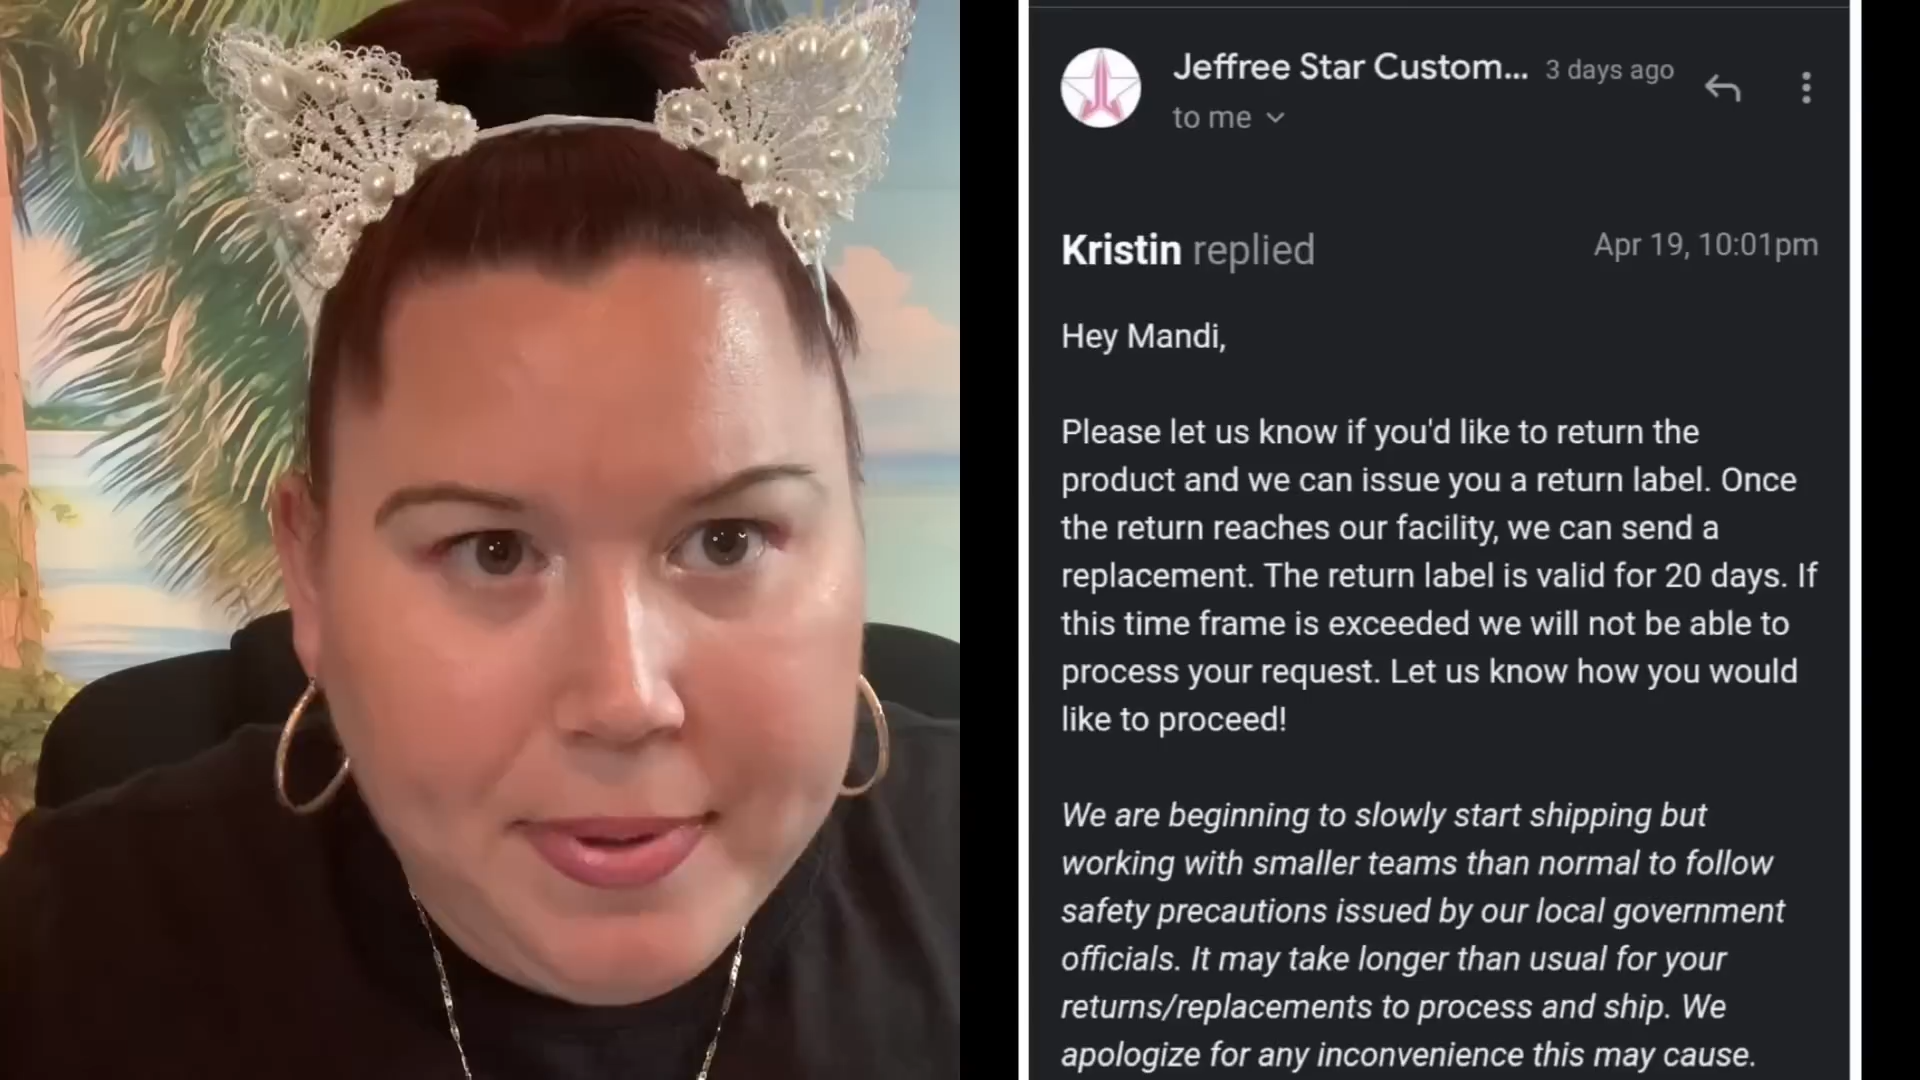 Jeffree Star Custom... 3 days ago
to me
Kristin replied Apr 19, 10:01pm
Hey Mandi,
Please let us know if you'd like to return the
product and we can issue you a return label. Once
the return reaches our facility, we can send a
replacement. The return label is valid for 20 days. If
this time frame is exceeded we will not be able to
process your request. Let us know how you would
like to proceed!
We are beginning to slowly start shipping but
working with smaller teams than normal to follow
safety precautions issued by our local government
officials. It may take longer than usual for your
returns/replacements to process and ship. We
apologize for any inconvenience this may cause.